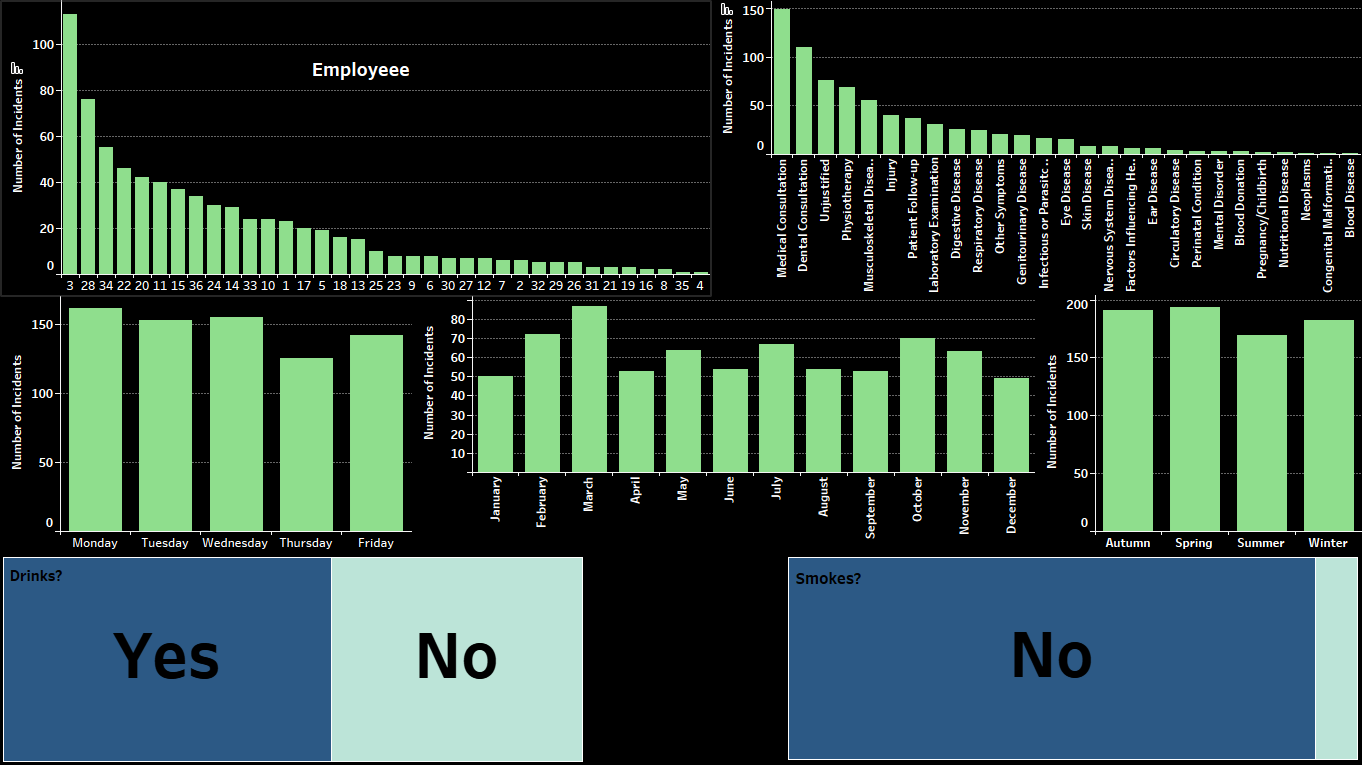 Employeee
Number of Incidents
100
80
60
40
20
0
3 28 34 22 20 11 15 36 24 14 33 10 1 17 5 18 13 25 23 9 6 30 27 12 7 2 32 29 26 31 21 19 16 8 35 4
Number of Incidents
150
100
50
0
Medical Consultation
Dental Consultation
Unjustified
Physiotherapy
Musculoskeletal Disea..
Injury
Patient Follow-up
Laboratory Examination
Digestive Disease
Respiratory Disease
Other Symptoms
Genitourinary Disease
Infectious or Parasitc..
Eye Disease
Skin Disease
Nervous System Disea..
Factors Influencing He..
Ear Disease
Circulatory Disease
Perinatal Condition
Mental Disorder
Blood Donation
Pregnancy/Childbirth
Nutritional Disease
Neoplasms
Congenital Malformati..
Blood Disease
Number of Incidents
150
100
50
0
Monday Tuesday Wednesday Thursday Friday
Number of Incidents
80
70
60
50
40
30
20
10
January
February
March
April
May
June
July
August
September
October
November
December
Number of Incidents
200
150
100
50
0
Autumn Spring Summer Winter
Drinks?
Yes
No
Smokes?
No